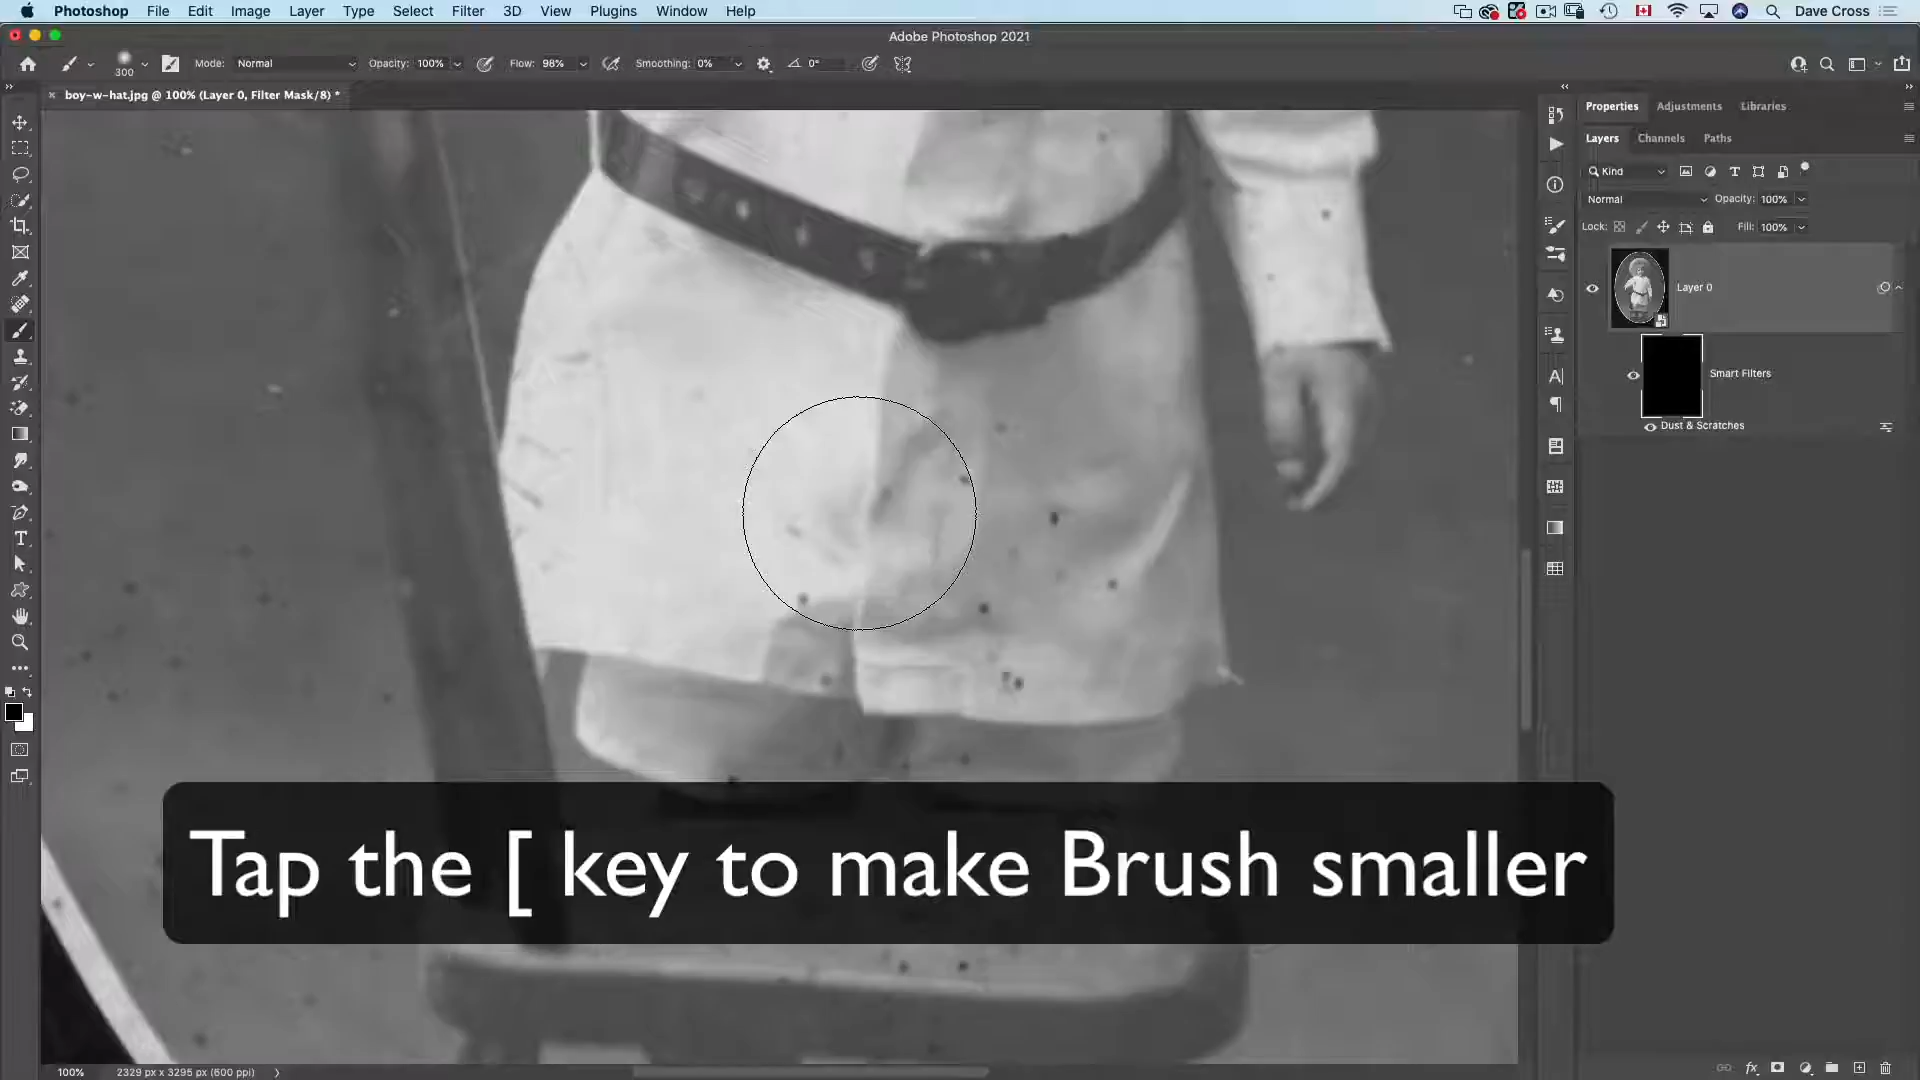 Photoshop File Edit Image Layer Type Select Filter 3D View Plugins Window Help Dave Cross
Adobe Photoshop 2021
300 Mode: Normal Opacity: 100% Flow: 98% Smoothing: 0% 0°
boy-w-hat.jpg @ 100% (Layer 0, Filter Mask/8) *
Properties Adjustments Libraries
Layers Channels Paths
Kind
Normal Opacity: 100%
Lock: Fill: 100%
Layer 0
Smart Filters
Dust & Scratches
Tap the [ key to make Brush smaller
100% 2329 px x 3295 px (600 ppi)